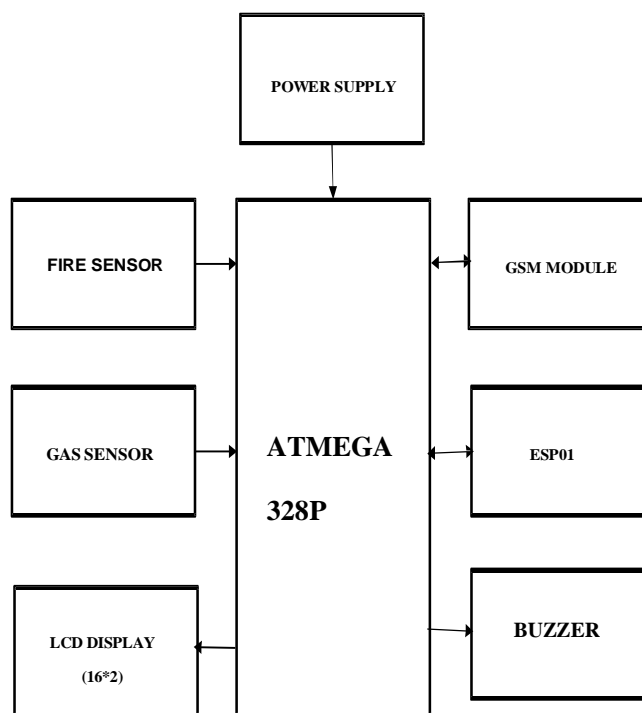 POWER SUPPLY
FIRE SENSOR
GSM MODULE
GAS SENSOR
ATMEGA
328P
ESP01
LCD DISPLAY
(16*2)
BUZZER